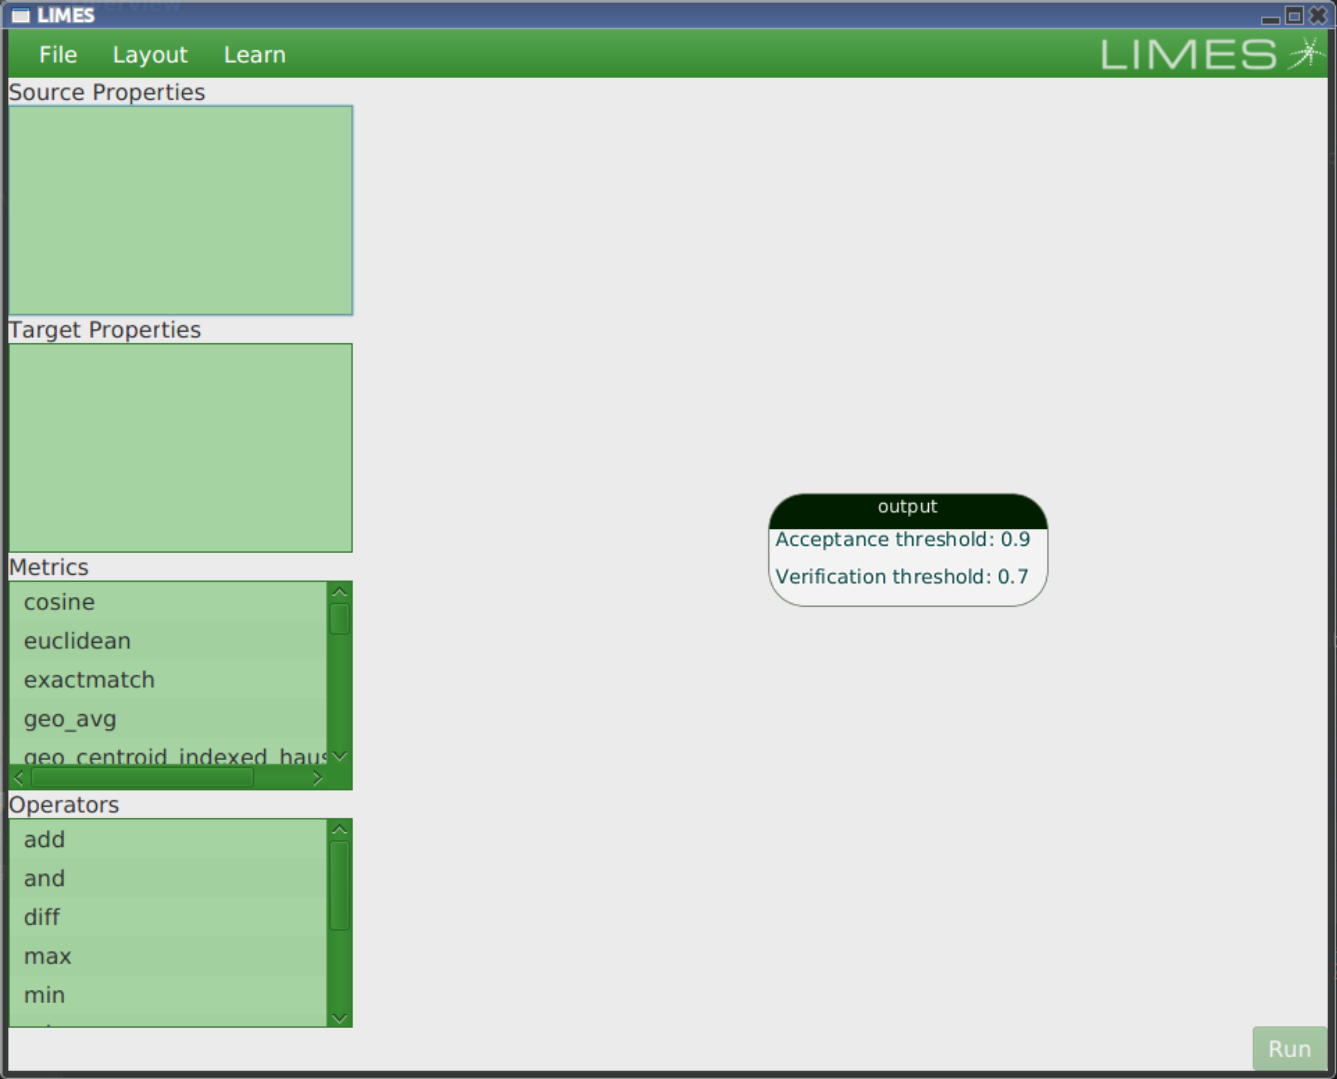 LIMES
File Layout Learn
LIMES
Source Properties
Target Properties
Metrics
cosine
euclidean
exactmatch
geo_avg
geo_centroid_indexed_haus
Operators
add
and
diff
max
min
output
Acceptance threshold: 0.9
Verification threshold: 0.7
Run